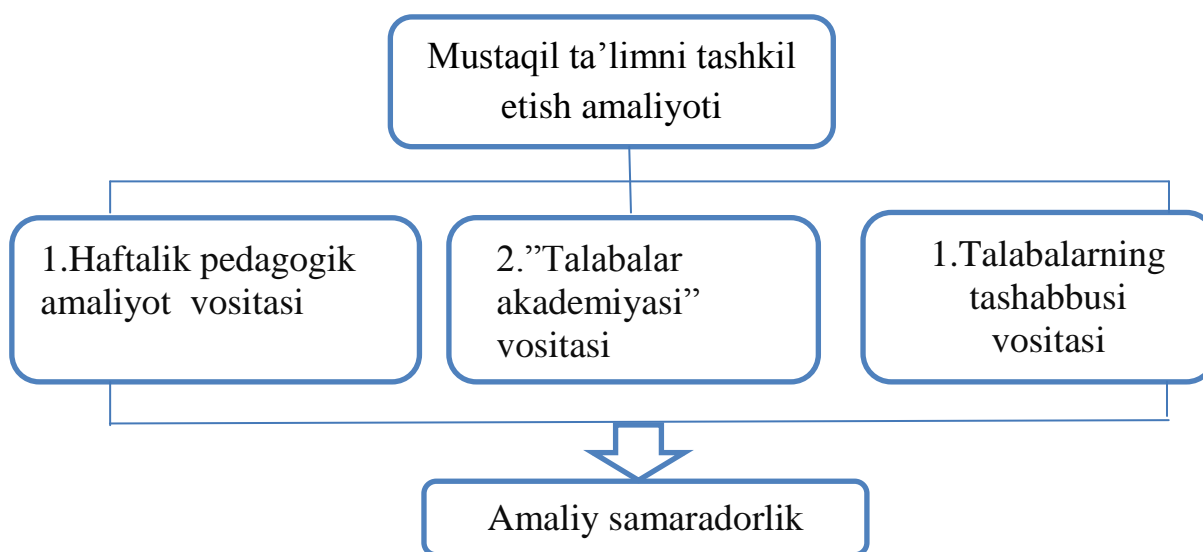 Mustaqil ta’limni tashkil
etish amaliyoti
1.Haftalik pedagogik
amaliyot vositasi
2.”Talabalar
akademiyasi”
vositasi
1.Talabalarning
tashabbusi
vositasi
Amaliy samaradorlik